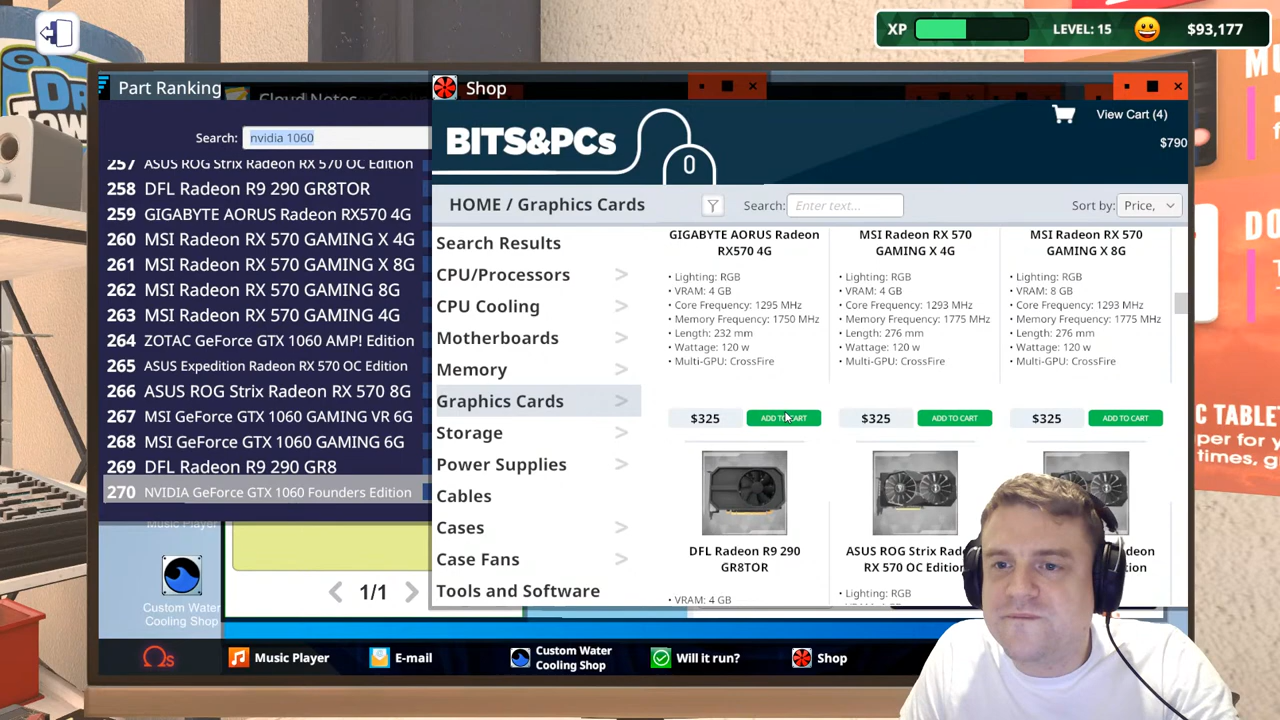 XP
LEVEL: 15
$93,177
Part Ranking
Shop
Search:
nvidia 1060
257 ASUS ROG Strix Radeon RX 570 OC Edition
258 DFL Radeon R9 290 GR8TOR
259 GIGABYTE AORUS Radeon RX570 4G
260 MSI Radeon RX 570 GAMING X 4G
261 MSI Radeon RX 570 GAMING X 8G
262 MSI Radeon RX 570 GAMING 8G
263 MSI Radeon RX 570 GAMING 4G
264 ZOTAC GeForce GTX 1060 AMP! Edition
265 ASUS Expedition Radeon RX 570 OC Edition
266 ASUS ROG Strix Radeon RX 570 8G
267 MSI GeForce GTX 1060 GAMING VR 6G
268 MSI GeForce GTX 1060 GAMING 6G
269 DFL Radeon R9 290 GR8
270 NVIDIA GeForce GTX 1060 Founders Edition
BITS&PCs
View Cart (4)
$790
HOME / Graphics Cards
Search:
Enter text...
Sort by:
Price,
Search Results
CPU/Processors >
CPU Cooling >
Motherboards >
Memory >
Graphics Cards >
Storage >
Power Supplies >
Cables
Cases >
Case Fans >
Tools and Software
GIGABYTE AORUS Radeon
RX570 4G
• Lighting: RGB
• VRAM: 4 GB
• Core Frequency: 1295 MHz
• Memory Frequency: 1750 MHz
• Length: 232 mm
• Wattage: 120 w
• Multi-GPU: CrossFire
$325
ADD TO CART
MSI Radeon RX 570
GAMING X 4G
• Lighting: RGB
• VRAM: 4 GB
• Core Frequency: 1293 MHz
• Memory Frequency: 1775 MHz
• Length: 276 mm
• Wattage: 120 w
• Multi-GPU: CrossFire
$325
ADD TO CART
MSI Radeon RX 570
GAMING X 8G
• Lighting: RGB
• VRAM: 8 GB
• Core Frequency: 1293 MHz
• Memory Frequency: 1775 MHz
• Length: 276 mm
• Wattage: 120 w
• Multi-GPU: CrossFire
$325
ADD TO CART
DFL Radeon R9 290
GR8TOR
• VRAM: 4 GB
ASUS ROG Strix
RX 570 OC Edition
• Lighting: RGB
Music Player
1/1
Custom Water
Cooling Shop
Music Player
E-mail
Custom Water
Cooling Shop
Will it run?
Shop